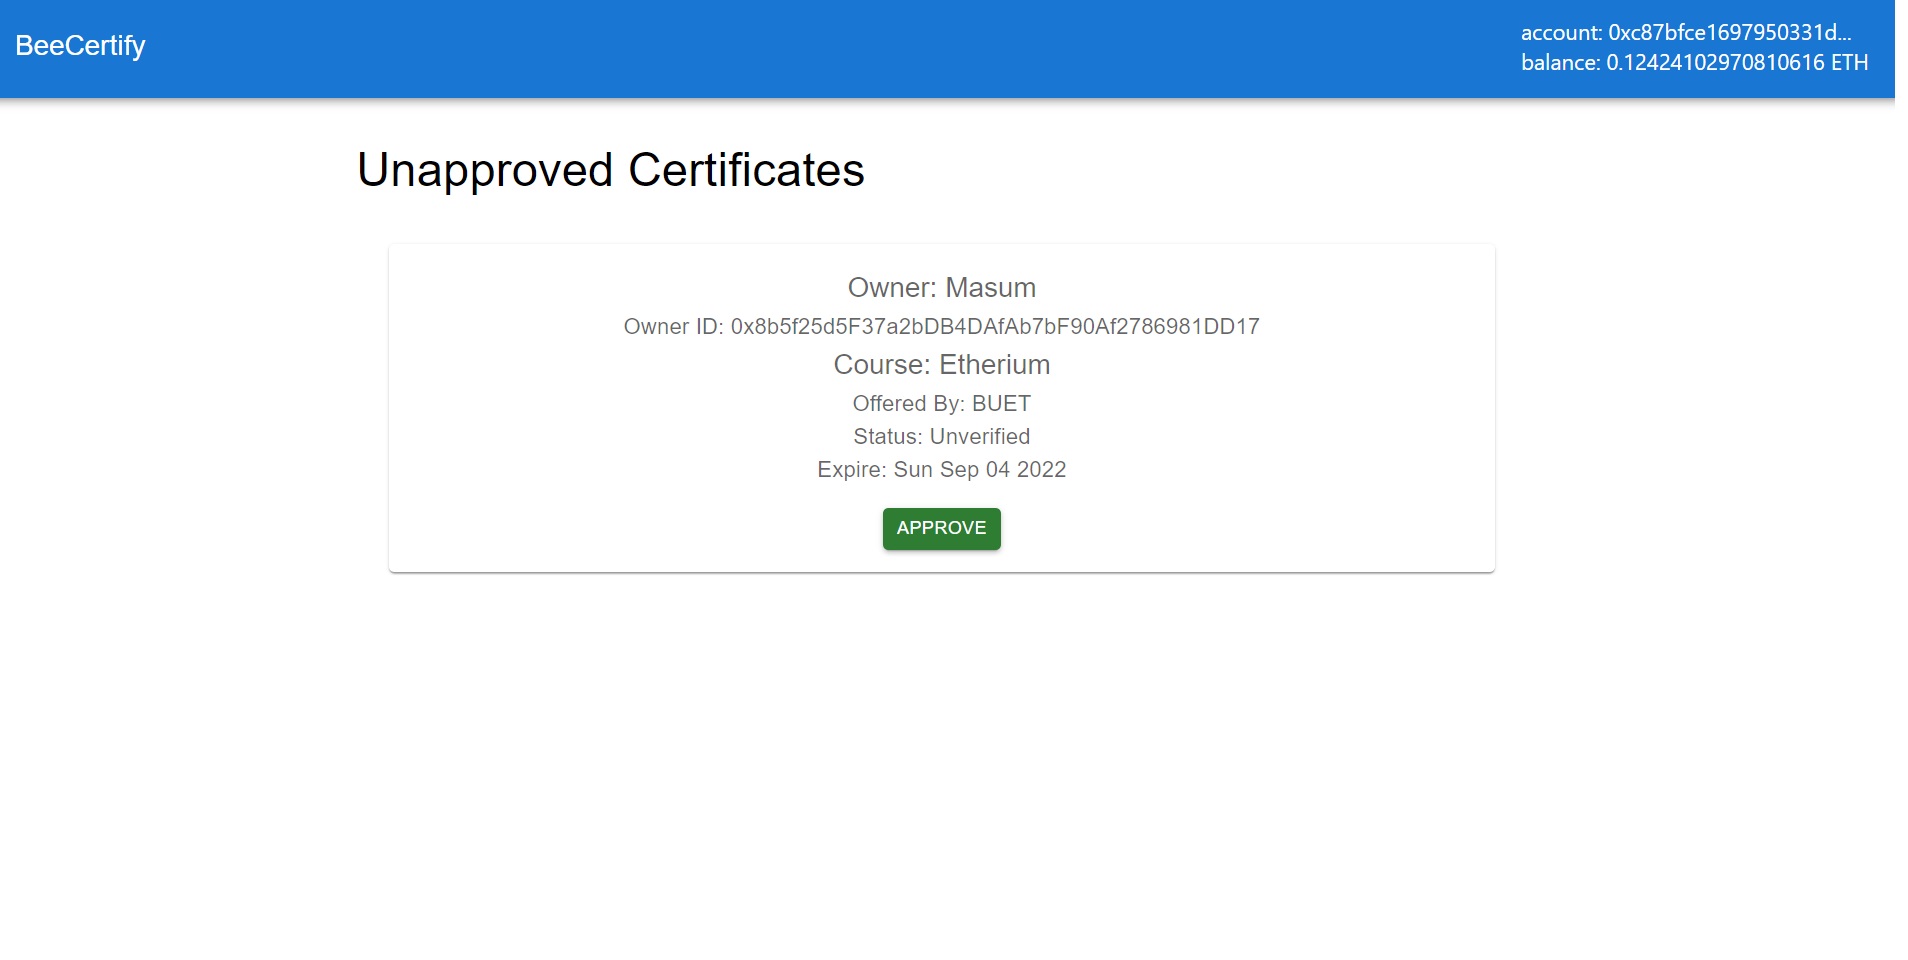 BeeCertify
account: 0xc87bfce1697950331d...
balance: 0.12424102970810616 ETH
Unapproved Certificates
Owner: Masum
Owner ID: 0x8b5f25d5F37a2bDB4DAfAb7bF90Af2786981DD17
Course: Etherium
Offered By: BUET
Status: Unverified
Expire: Sun Sep 04 2022
APPROVE